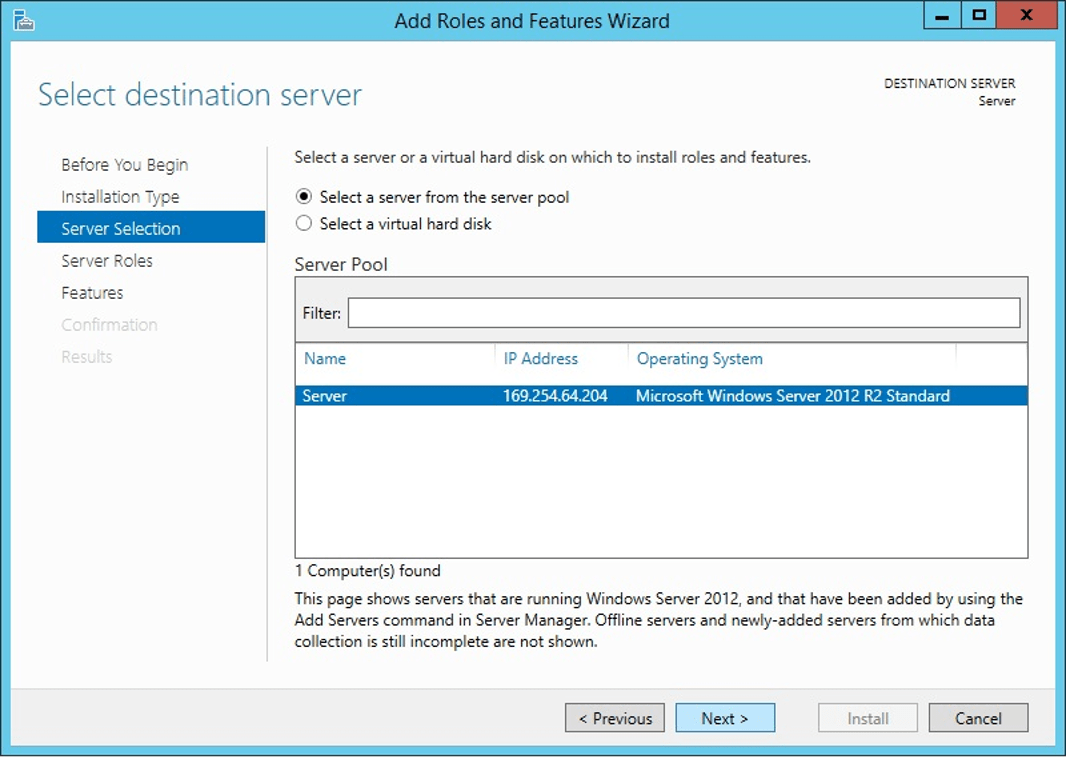 Add Roles and Features Wizard
Select destination server
DESTINATION SERVER
Server
Before You Begin
Installation Type
Server Selection
Server Roles
Features
Confirmation
Results
Select a server or a virtual hard disk on which to install roles and features.
Select a server from the server pool
Select a virtual hard disk
Server Pool
Filter:
Name IP Address Operating System
Server 169.254.64.204 Microsoft Windows Server 2012 R2 Standard
1 Computer(s) found
This page shows servers that are running Windows Server 2012, and that have been added by using the
Add Servers command in Server Manager. Offline servers and newly-added servers from which data
collection is still incomplete are not shown.
< Previous Next > Install Cancel